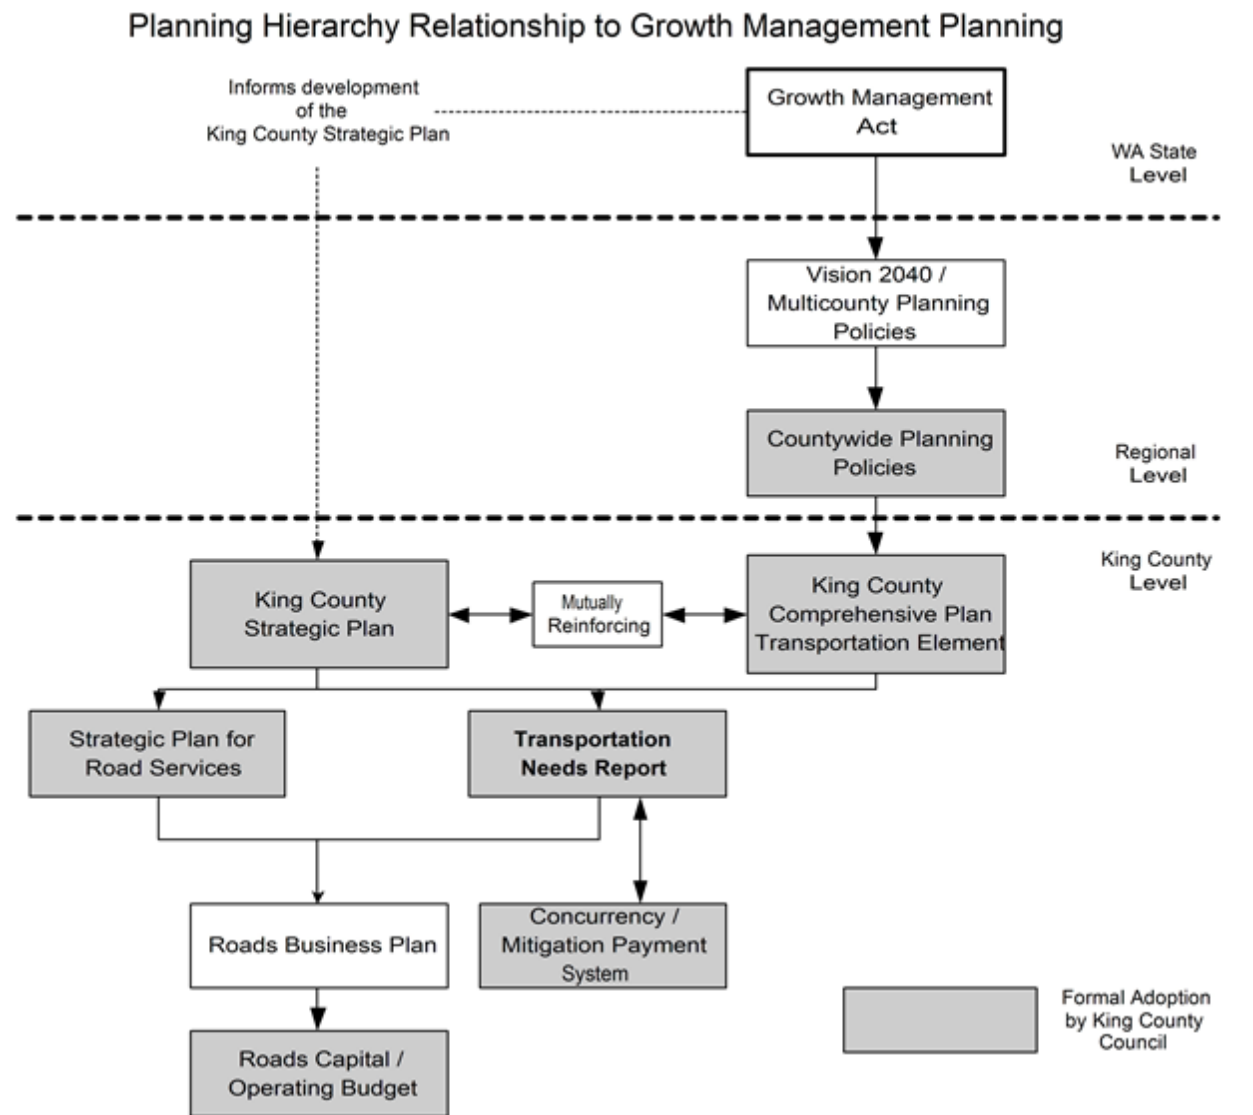 Planning Hierarchy Relationship to Growth Management Planning
Informs development
of the
King County Strategic Plan
Growth Management
Act
WA State
Level
Vision 2040 /
Multicounty Planning
Policies
Countywide Planning
Policies
Regional
Level
King County
Level
King County
Strategic Plan
Mutually
Reinforcing
King County
Comprehensive Plan
Transportation Element
Strategic Plan for
Road Services
Transportation
Needs Report
Roads Business Plan
Concurrency /
Mitigation Payment
System
Roads Capital /
Operating Budget
Formal Adoption
by King County
Council